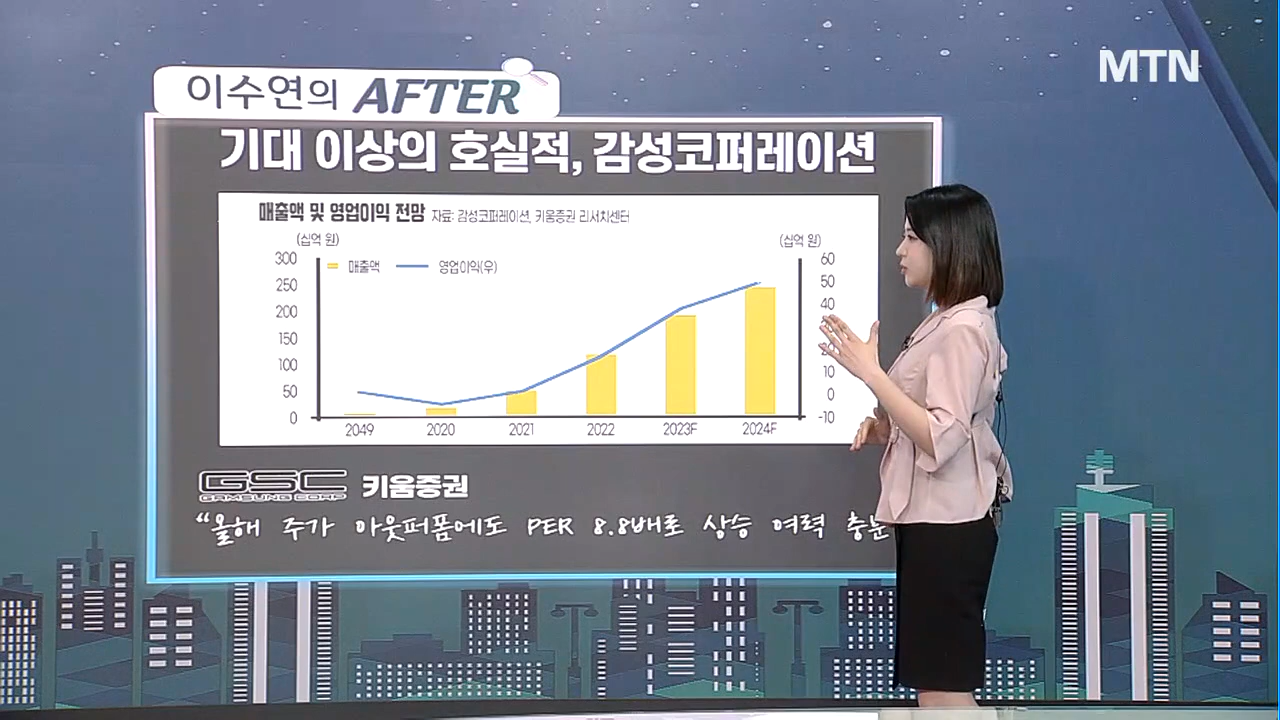 MTN
이수연의 AFTER
기대 이상의 호실적, 감성코퍼레이션
매출액 및 영업이익 전망 자료: 감성코퍼레이션, 키움증권 리서치센터
(십억 원) (십억 원)
매출액 영업이익(우)
300 60
250 50
200 40
150
100 10
50 0
0 -10
2049 2020 2021 2022 2023F 2024F
GSC
GAMSUNG CORP
키움증권
“올해 주가 아웃퍼폼에도 PER 8.8배로 상승 여력 충분